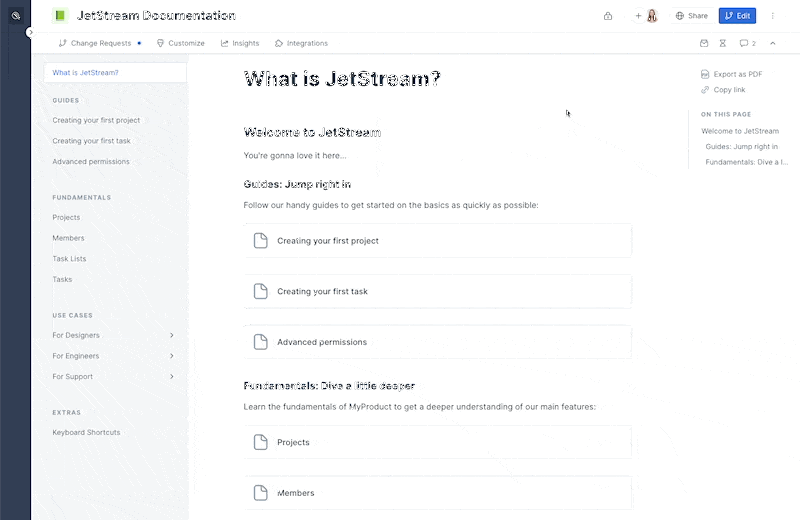 JetStream Documentation
Share
Edit
Change Requests
Customize
Insights
Integrations
2
What is JetStream?
GUIDES
Creating your first project
Creating your first task
Advanced permissions
FUNDAMENTALS
Projects
Members
Task Lists
Tasks
USE CASES
For Designers
For Engineers
For Support
EXTRAS
Keyboard Shortcuts
What is JetStream?
Welcome to JetStream
You're gonna love it here...
Guides: Jump right in
Follow our handy guides to get started on the basics as quickly as possible:
Creating your first project
Creating your first task
Advanced permissions
Fundamentals: Dive a little deeper
Learn the fundamentals of MyProduct to get a deeper understanding of our main features:
Projects
Members
Export as PDF
Copy link
ON THIS PAGE
Welcome to JetStream
Guides: Jump right in
Fundamentals: Dive a l...